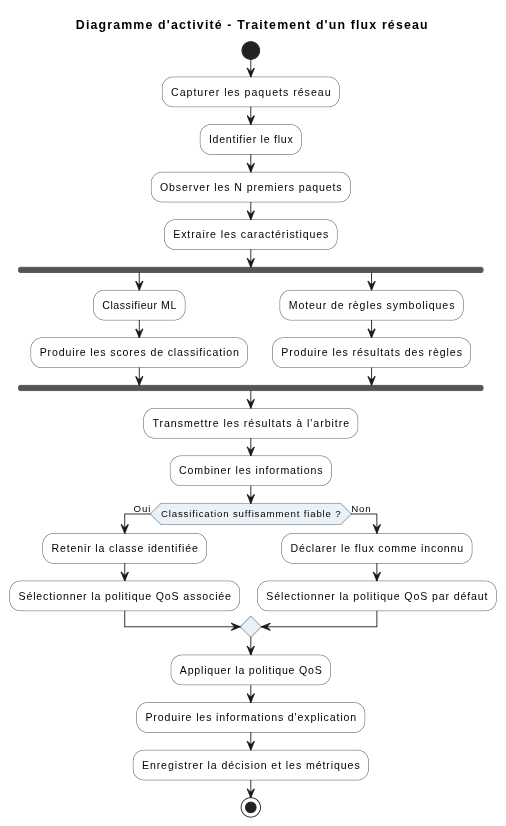 Diagramme d'activité - Traitement d'un flux réseau
Capturer les paquets réseau
Identifier le flux
Observer les N premiers paquets
Extraire les caractéristiques
Classifieur ML
Moteur de règles symboliques
Produire les scores de classification
Produire les résultats des règles
Transmettre les résultats à l'arbitre
Combiner les informations
Oui
Classification suffisamment fiable ?
Non
Retenir la classe identifiée
Déclarer le flux comme inconnu
Sélectionner la politique QoS associée
Sélectionner la politique QoS par défaut
Appliquer la politique QoS
Produire les informations d'explication
Enregistrer la décision et les métriques